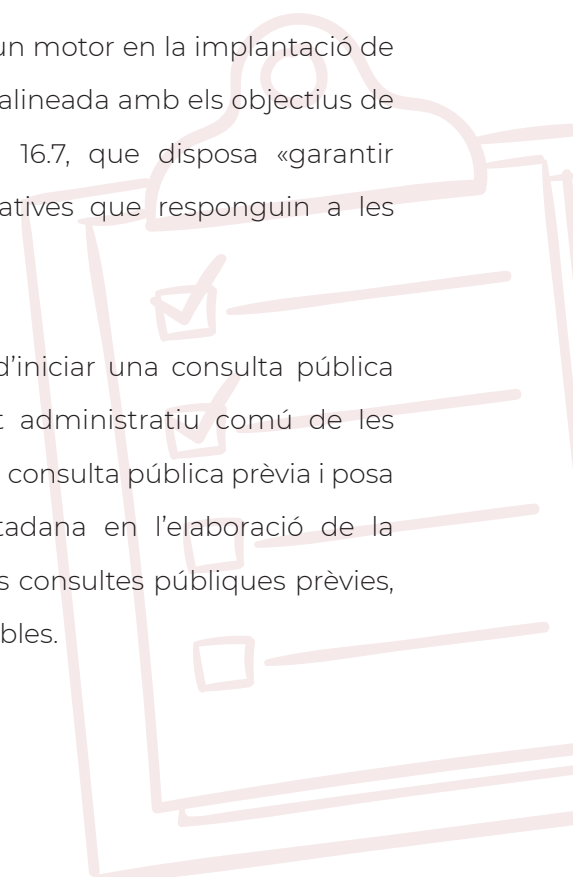 un motor en la implantació de
alineada amb els objectius de
16.7, que disposa «garantir
atives que responguin a les
d’iniciar una consulta pública
t administratiu comú de les
consulta pública prèvia i posa
tadana en l’elaboració de la
s consultes públiques prèvies,
bles.